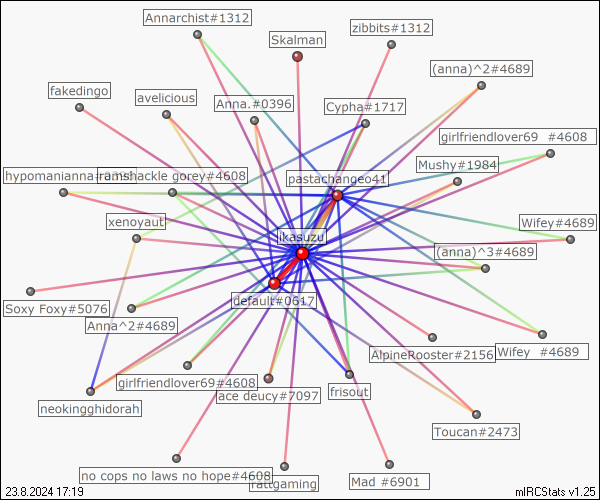 Annarchist#1312
zibbits#1312
Skalman
(anna)^2#4689
fakedingo
avelicious
Anna.#0396
Cypha#1717
girlfriendlover69 #4608
Mushy#1984
hypomanianna
ramshackle gorey#4608
pastachangeo41
xenoyaut
Wifey#4689
ikasuzu
(anna)^3#4689
default#0617
Soxy Foxy#5076
Anna^2#4689
AlpineRooster#2156
Wifey #4689
girlfriendlover69#4608
ace deucy#7097
frisout
neokingghidorah
Toucan#2473
no cops no laws no hope#4608
rattgaming
Mad #6901
23.8.2024 17:19
mIRCStats v1.25